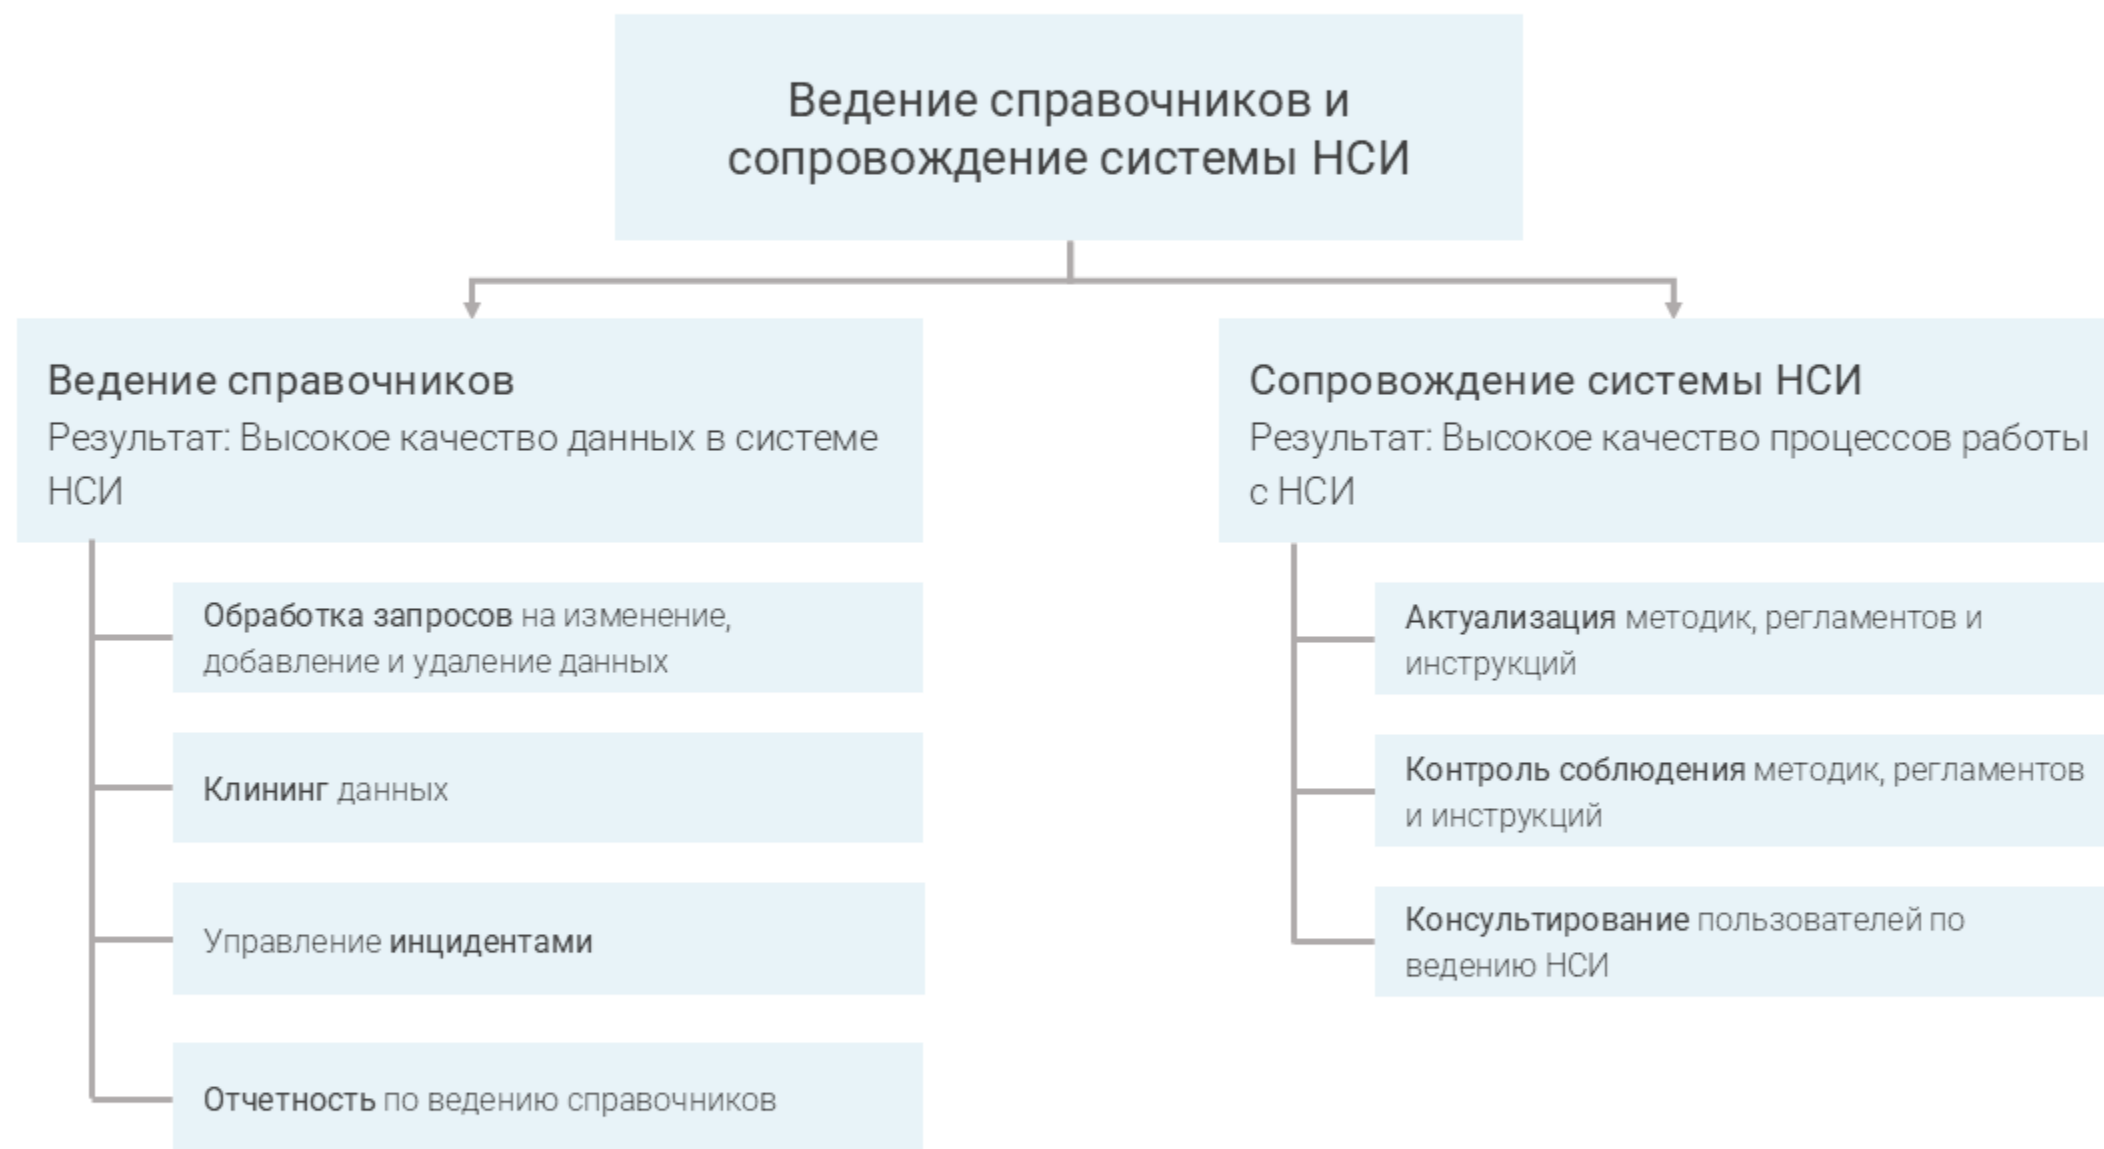 Ведение справочников и
сопровождение системы НСИ
Ведение справочников
Результат: Высокое качество данных в системе
НСИ
Обработка запросов на изменение,
добавление и удаление данных
Клининг данных
Управление инцидентами
Отчетность по ведению справочников
Сопровождение системы НСИ
Результат: Высокое качество процессов работы
с НСИ
Актуализация методик, регламентов и
инструкций
Контроль соблюдения методик, регламентов
и инструкций
Консультирование пользователей по
ведению НСИ